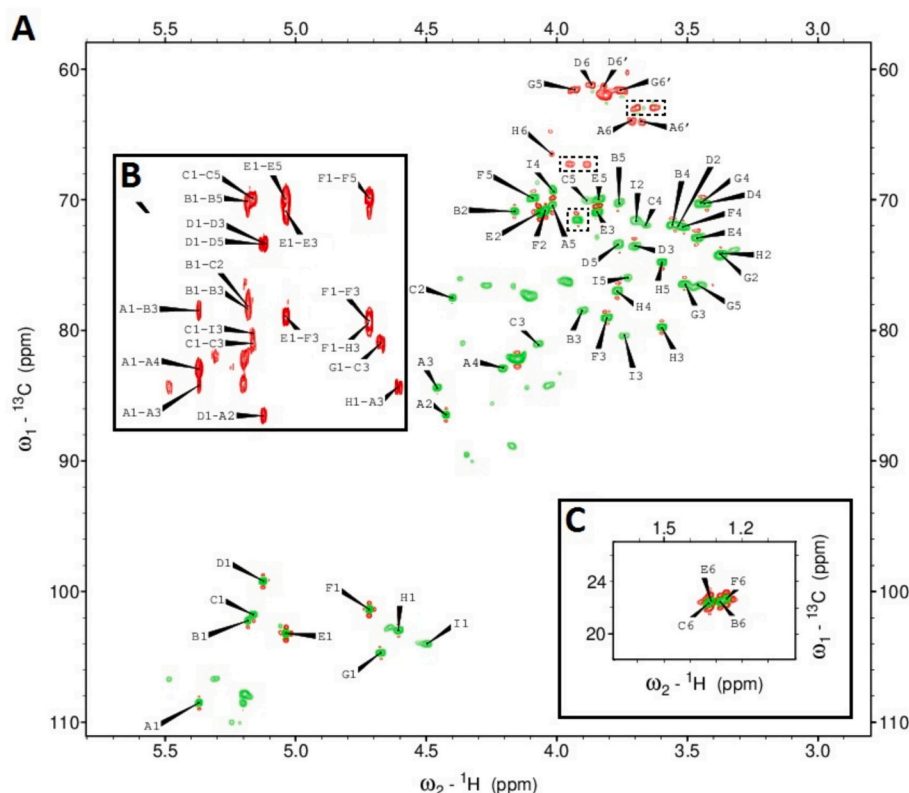 A
5.5 5.0 4.5 4.0 3.5 3.0
60
70
80
90
100
110
ω1 - 13C (ppm)
D6 D6'
G5 G6'
A6 A6'
H6
I4 B5 D2
F5 C5 E5 I2 B4 G4
C4 D4
B2 F4
E2 F2 A5 E3 E4
D5 D3 H2
H5 G2
C2 I5
H4 G3 G5
A3 C3 B3 F3 H3
A4 I3
A2
B
E1-E5
C1-C5 F1-F5
B1-B5
E1-E3
D1-D3
D1-D5
B1-C2
B1-B3 F1-F3
A1-B3
C1-I3 E1-F3 F1-H3
C1-C3 G1-C3
A1-A4
A1-A3 H1-A3
D1-A2
D1
C1 F1 H1
B1 E1 I1
G1
A1
C
1.5 1.2
24
20
E6 F6
C6 B6
ω1 - 13C (ppm)
ω2 - 1H (ppm)
60
70
80
90
100
110
5.5 5.0 4.5 4.0 3.5 3.0
ω2 - 1H (ppm)